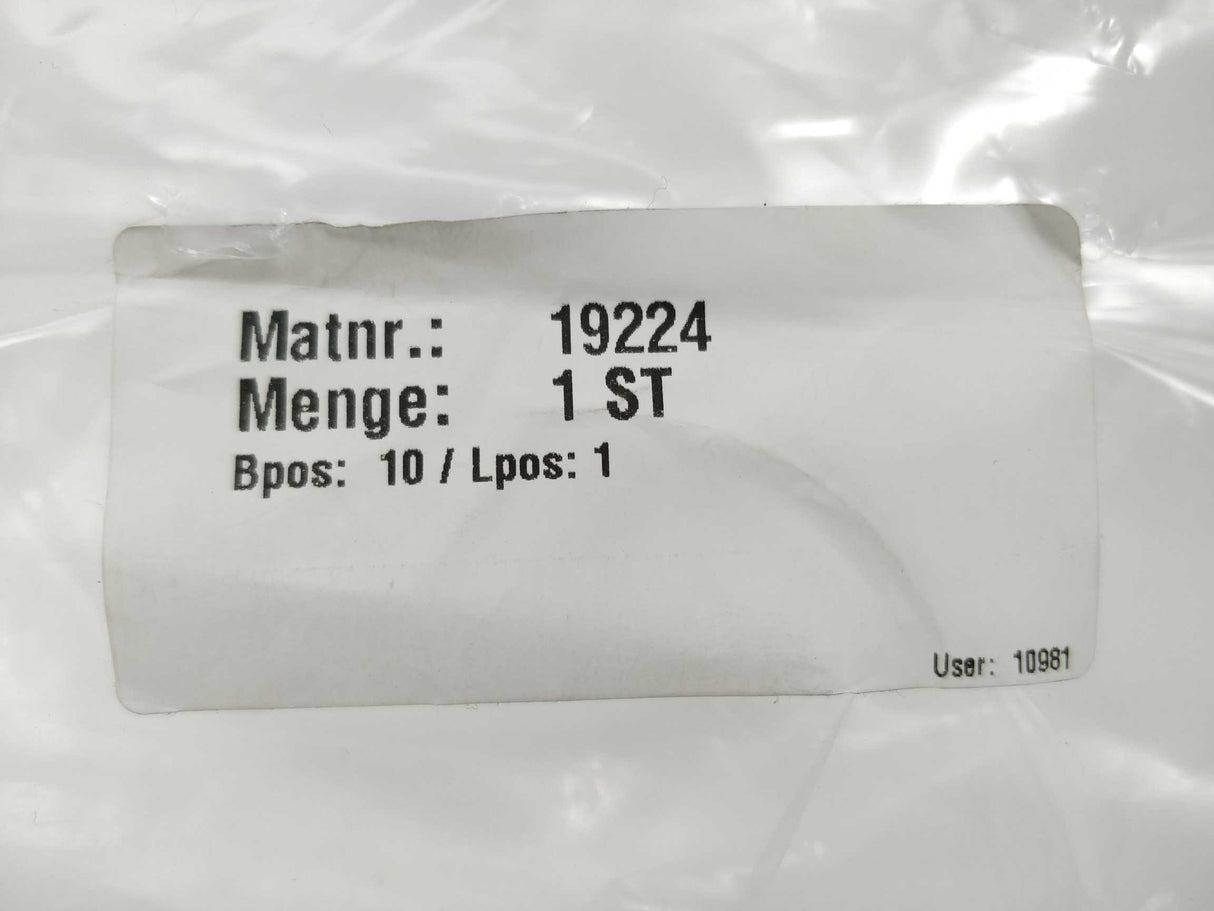 Matnr.: 19224
Menge: 1 ST
Bpos: 10 / Lpos: 1
User: 10981